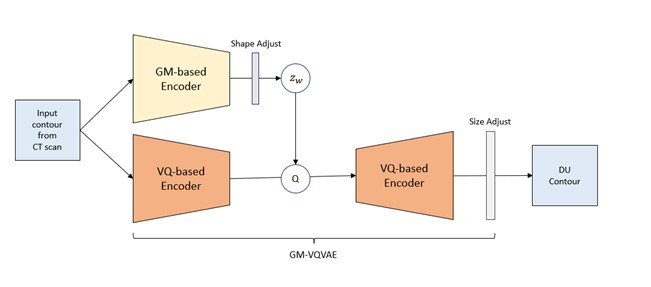 Shape Adjust
GM-based
Encoder
z_w
Input
contour
from
CT scan
Size Adjust
VQ-based
Encoder
Q
VQ-based
Encoder
DU
Contour
GM-VQVAE